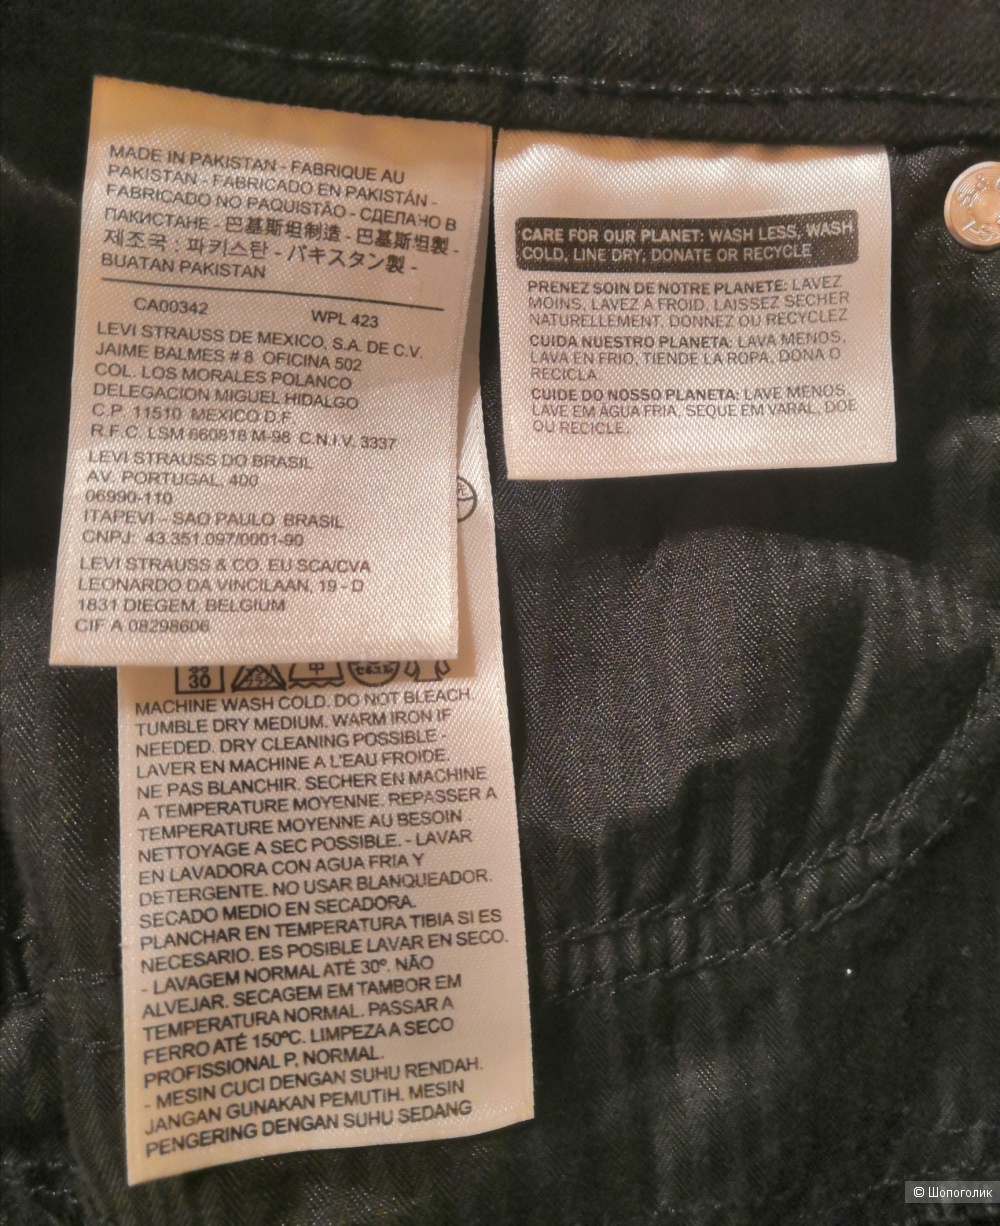 MADE IN PAKISTAN - FABRIQUE AU
PAKISTAN - FABRICADO EN PAKISTÁN -
FABRICADO NO PAQUISTÃO - СДЕЛАНО В
ПАКИСТАНЕ - 巴基斯坦制造 - 巴基斯坦製 -
제조국 : 파키스탄 - パキスタン製 -
BUATAN PAKISTAN
CA00342 WPL 423
LEVI STRAUSS DE MEXICO, S.A. DE C.V.
JAIME BALMES # 8 OFICINA 502
COL. LOS MORALES POLANCO
DELEGACION MIGUEL HIDALGO
C.P. 11510 MEXICO D.F.
R.F.C. LSM 660818 M-98 C.N.I.V. 3337
LEVI STRAUSS DO BRASIL
AV. PORTUGAL, 400
06990-110
ITAPEVI - SAO PAULO BRASIL
CNPJ: 43.351.097/0001-90
LEVI STRAUSS & CO. EU SCA/CVA
LEONARDO DA VINCILAAN, 19 - D
1831 DIEGEM, BELGIUM
CIF A 08298606
CARE FOR OUR PLANET: WASH LESS, WASH
COLD, LINE DRY, DONATE OR RECYCLE
PRENEZ SOIN DE NOTRE PLANETE: LAVEZ
MOINS, LAVEZ A FROID, LAISSEZ SECHER
NATURELLEMENT, DONNEZ OU RECYCLEZ
CUIDA NUESTRO PLANETA: LAVA MENOS,
LAVA EN FRIO, TIENDE LA ROPA, DONA O
RECICLA
CUIDE DO NOSSO PLANETA: LAVE MENOS,
LAVE EM ÁGUA FRIA, SEQUE EM VARAL, DOE
OU RECICLE.
30
中
MACHINE WASH COLD. DO NOT BLEACH.
TUMBLE DRY MEDIUM. WARM IRON IF
NEEDED. DRY CLEANING POSSIBLE -
LAVER EN MACHINE A L'EAU FROIDE.
NE PAS BLANCHIR. SECHER EN MACHINE
A TEMPERATURE MOYENNE. REPASSER A
TEMPERATURE MOYENNE AU BESOIN
NETTOYAGE A SEC POSSIBLE. - LAVAR
EN LAVADORA CON AGUA FRIA Y
DETERGENTE. NO USAR BLANQUEADOR.
SECADO MEDIO EN SECADORA.
PLANCHAR EN TEMPERATURA TIBIA SI ES
NECESARIO. ES POSIBLE LAVAR EN SECO.
- LAVAGEM NORMAL ATÉ 30º. NÃO
ALVEJAR. SECAGEM EM TAMBOR EM
TEMPERATURA NORMAL. PASSAR A
FERRO ATÉ 150ºC. LIMPEZA A SECO
PROFISSIONAL P, NORMAL.
- MESIN CUCI DENGAN SUHU RENDAH.
JANGAN GUNAKAN PEMUTIH. MESIN
PENGERING DENGAN SUHU SEDANG
© Шопоголик